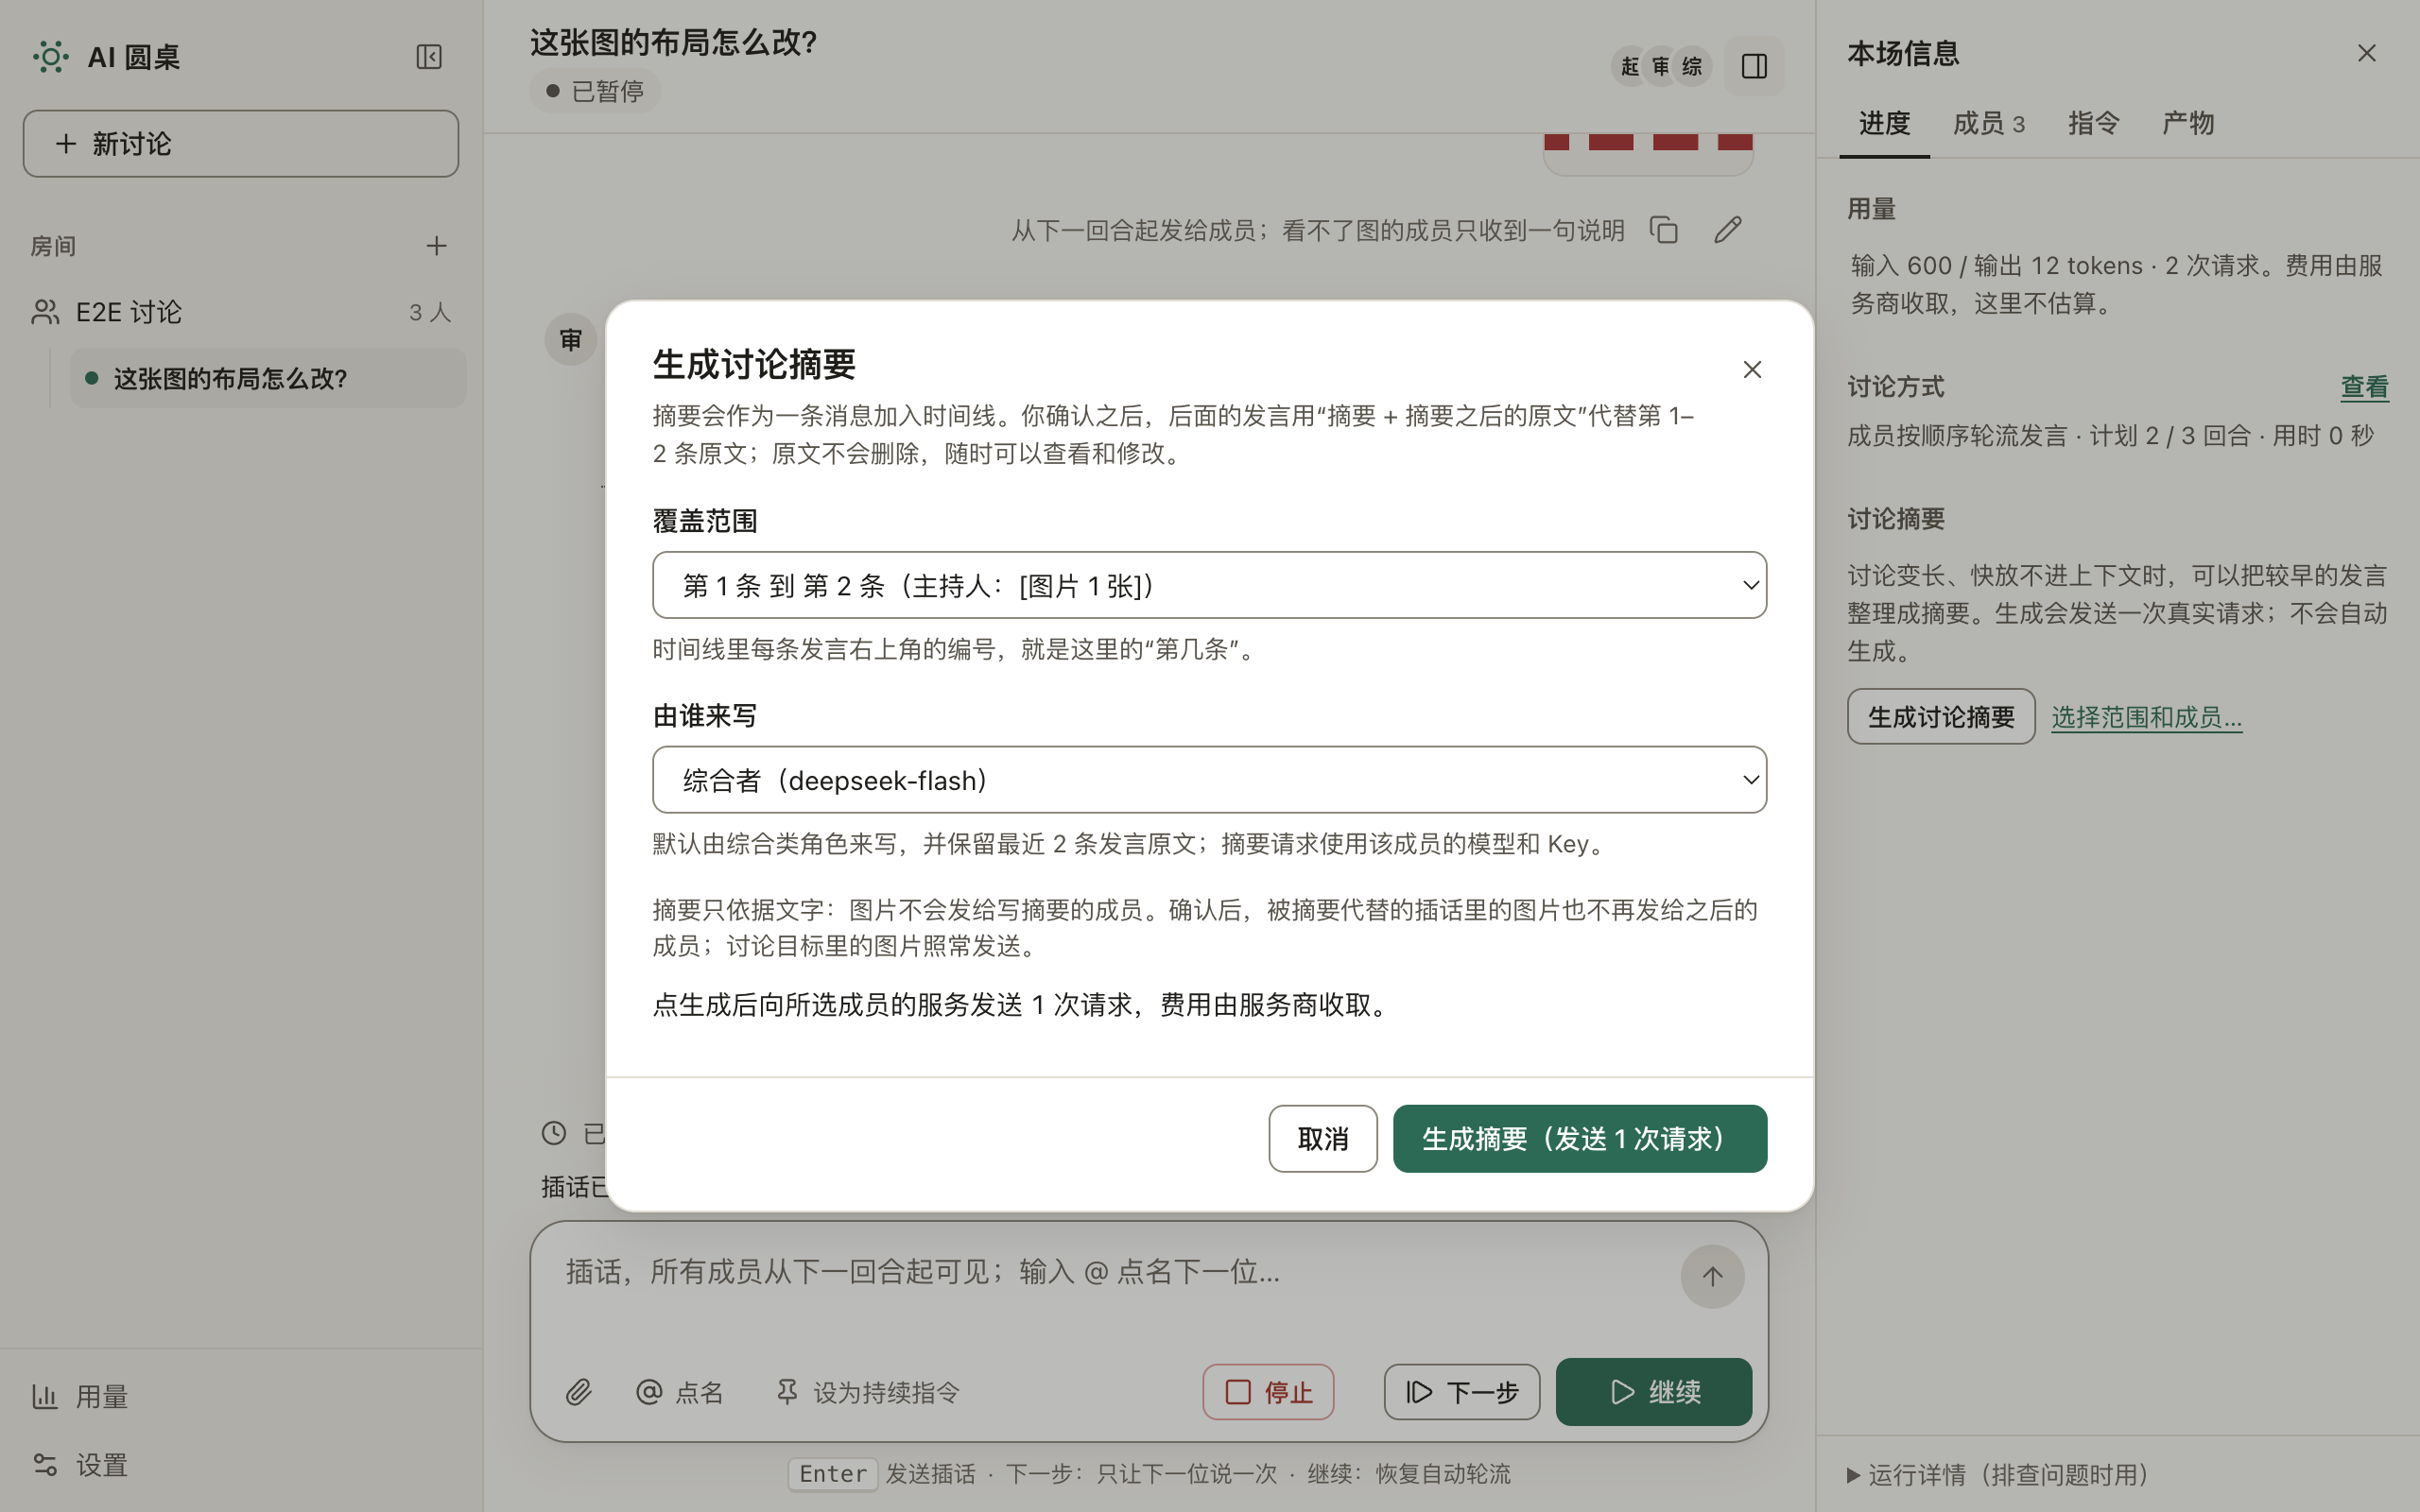 AI 圆桌
新讨论
房间
E2E 讨论
3 人
这张图的布局怎么改?
用量
设置
这张图的布局怎么改?
已暂停
起 审 综
从下一回合起发给成员；看不了图的成员只收到一句说明
审
生成讨论摘要
摘要会作为一条消息加入时间线。你确认之后，后面的发言用“摘要 + 摘要之后的原文”代替第 1–
2 条原文；原文不会删除，随时可以查看和修改。
覆盖范围
第 1 条 到 第 2 条（主持人：[图片 1 张]）
时间线里每条发言右上角的编号，就是这里的“第几条”。
由谁来写
综合者（deepseek-flash）
默认由综合类角色来写，并保留最近 2 条发言原文；摘要请求使用该成员的模型和 Key。
摘要只依据文字：图片不会发给写摘要的成员。确认后，被摘要代替的插话里的图片也不再发给之后的
成员；讨论目标里的图片照常发送。
点生成后向所选成员的服务发送 1 次请求，费用由服务商收取。
取消
生成摘要（发送 1 次请求）
已
插话已
插话，所有成员从下一回合起可见；输入 @ 点名下一位...
点名
设为持续指令
停止
下一步
继续
Enter 发送插话 · 下一步：只让下一位说一次 · 继续：恢复自动轮流
本场信息
进度
成员 3
指令
产物
用量
输入 600 / 输出 12 tokens · 2 次请求。费用由服
务商收取，这里不估算。
讨论方式
查看
成员按顺序轮流发言 · 计划 2 / 3 回合 · 用时 0 秒
讨论摘要
讨论变长、快放不进上下文时，可以把较早的发言
整理成摘要。生成会发送一次真实请求；不会自动
生成。
生成讨论摘要
选择范围和成员...
运行详情（排查问题时用）